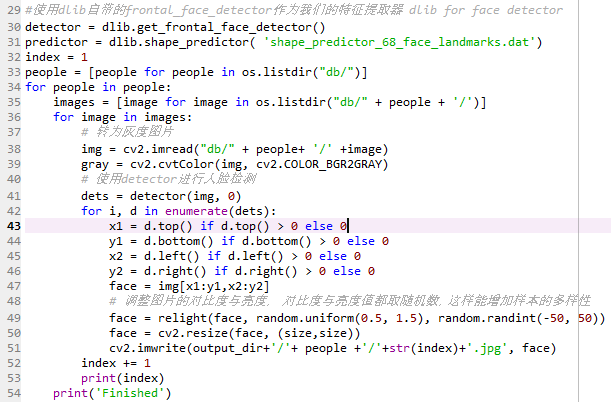 29 #使用dlib自带的frontal_face_detector作为我们的特征提取器 dlib for face detector
30 detector = dlib.get_frontal_face_detector()
31 predictor = dlib.shape_predictor( 'shape_predictor_68_face_landmarks.dat')
32 index = 1
33 people = [people for people in os.listdir("db/")]
34 for people in people:
35     images = [image for image in os.listdir("db/" + people + '/')]
36     for image in images:
37         # 转为灰度图片
38         img = cv2.imread("db/" + people+ '/' +image)
39         gray = cv2.cvtColor(img, cv2.COLOR_BGR2GRAY)
40         # 使用detector进行人脸检测
41         dets = detector(img, 0)
42         for i, d in enumerate(dets):
43             x1 = d.top() if d.top() > 0 else 0
44             y1 = d.bottom() if d.bottom() > 0 else 0
45             x2 = d.left() if d.left() > 0 else 0
46             y2 = d.right() if d.right() > 0 else 0
47             face = img[x1:y1,x2:y2]
48             # 调整图片的对比度与亮度, 对比度与亮度值都取随机数,这样能增加样本的多样性
49             face = relight(face, random.uniform(0.5, 1.5), random.randint(-50, 50))
50             face = cv2.resize(face, (size,size))
51             cv2.imwrite(output_dir+'/'+ people +'/'+str(index)+'.jpg', face)
52         index += 1
53         print(index)
54     print('Finished')